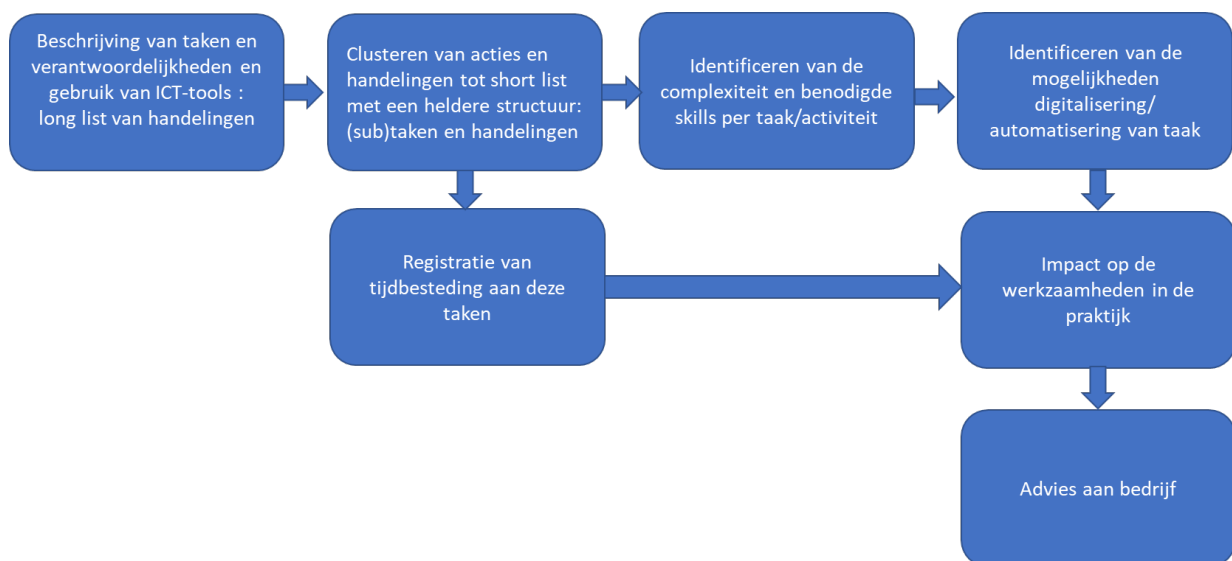 Beschrijving van taken en
verantwoordelijkheden en
gebruik van ICT-tools :
long list van handelingen
Clusteren van acties en
handelingen tot short list
met een heldere structuur:
(sub)taken en handelingen
Identificeren van de
complexiteit en benodigde
skills per taak/activiteit
Identificeren van de
mogelijkheden
digitalisering/
automatisering van taak
Registratie van
tijdbesteding aan deze
taken
Impact op de
werkzaamheden in de
praktijk
Advies aan bedrijf